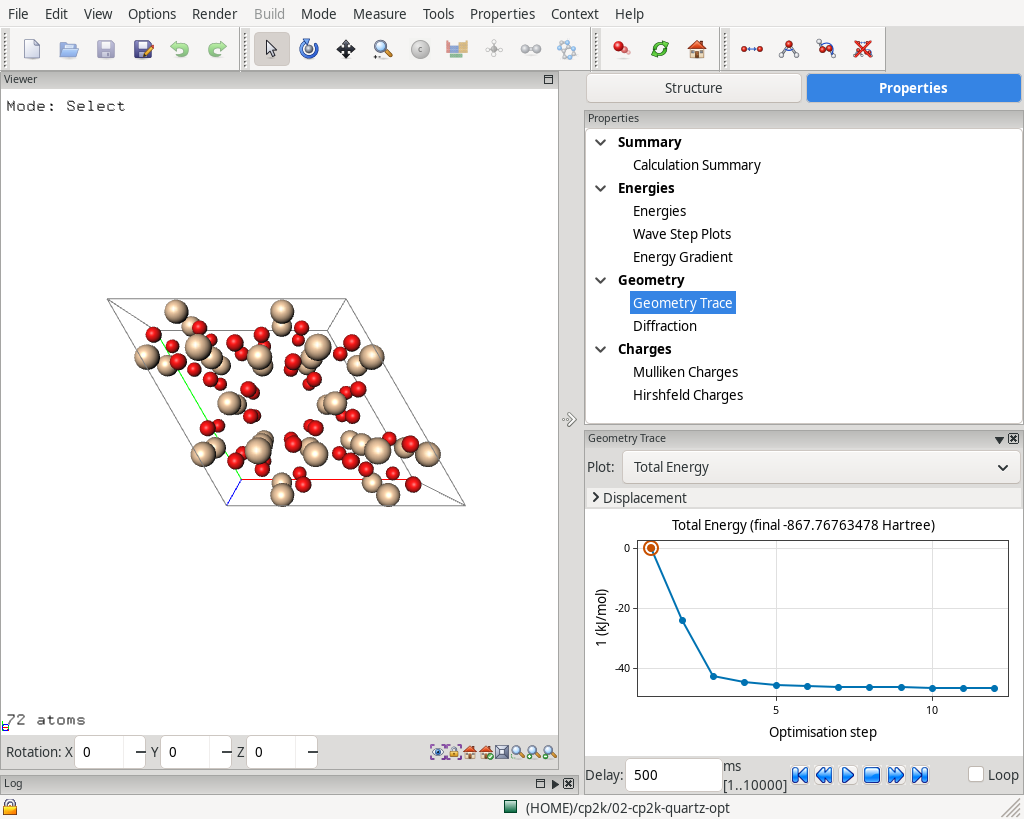 File Edit View Options Render Build Mode Measure Tools Properties Context Help
Viewer
Mode: Select
72 atoms
Rotation: X 0 Y 0 Z 0
Log
Structure Properties
Properties
Summary
Calculation Summary
Energies
Energies
Wave Step Plots
Energy Gradient
Geometry
Geometry Trace
Diffraction
Charges
Mulliken Charges
Hirshfeld Charges
Geometry Trace
Plot: Total Energy
Displacement
Total Energy (final -867.76763478 Hartree)
0
-20
-40
1 (kJ/mol)
5 10
Optimisation step
Delay: 500 ms
[1..10000]
Loop
(HOME)/cp2k/02-cp2k-quartz-opt